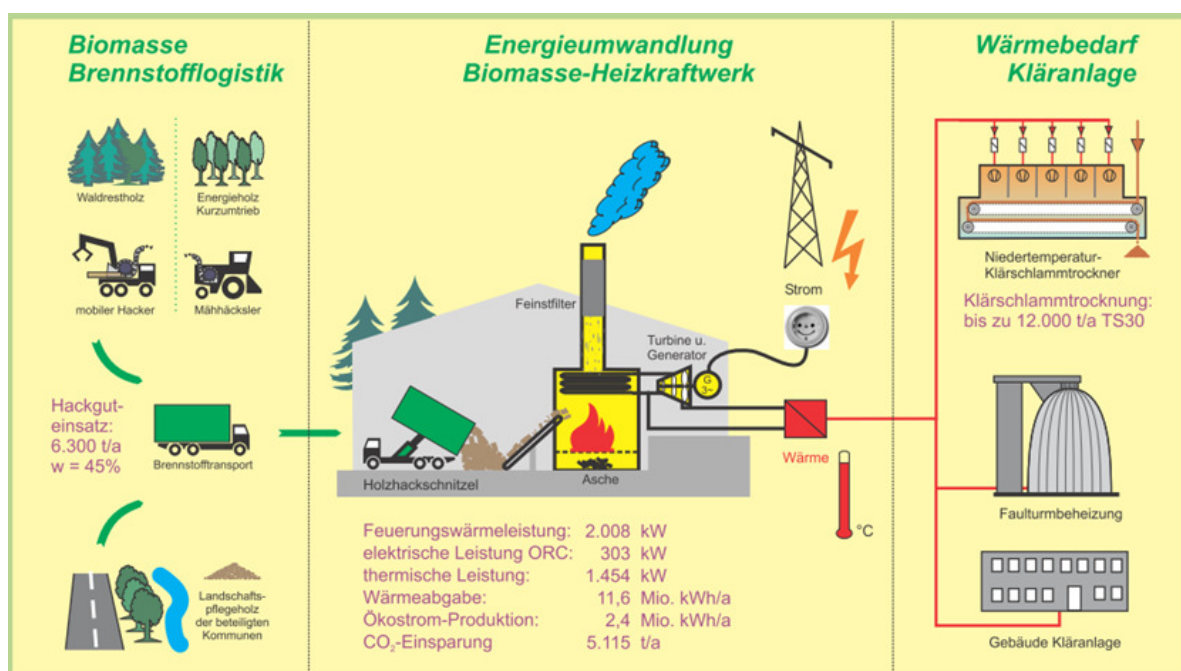 Biomasse
Brennstofflogistik
Waldrestholz
Energieholz
Kurzumtrieb
mobiler Hacker
Mähhäcksler
Hackgut-
einsatz:
6.300 t/a
w = 45%
Brennstofftransport
Landschafts-
pflegeholz
der beteiligten
Kommunen
Energieumwandlung
Biomasse-Heizkraftwerk
Feinstfilter
Strom
Turbine u.
Generator
G
3~
Wärme
°C
Holzhackschnitzel
Asche
Feuerungswärmeleistung: 2.008 kW
elektrische Leistung ORC: 303 kW
thermische Leistung: 1.454 kW
Wärmeabgabe: 11,6 Mio. kWh/a
Ökostrom-Produktion: 2,4 Mio. kWh/a
CO₂-Einsparung 5.115 t/a
Wärmebedarf
Kläranlage
Niedertemperatur-
Klärschlammtrockner
Klärschlammtrocknung:
bis zu 12.000 t/a TS30
Faulturmbeheizung
Gebäude Kläranlage